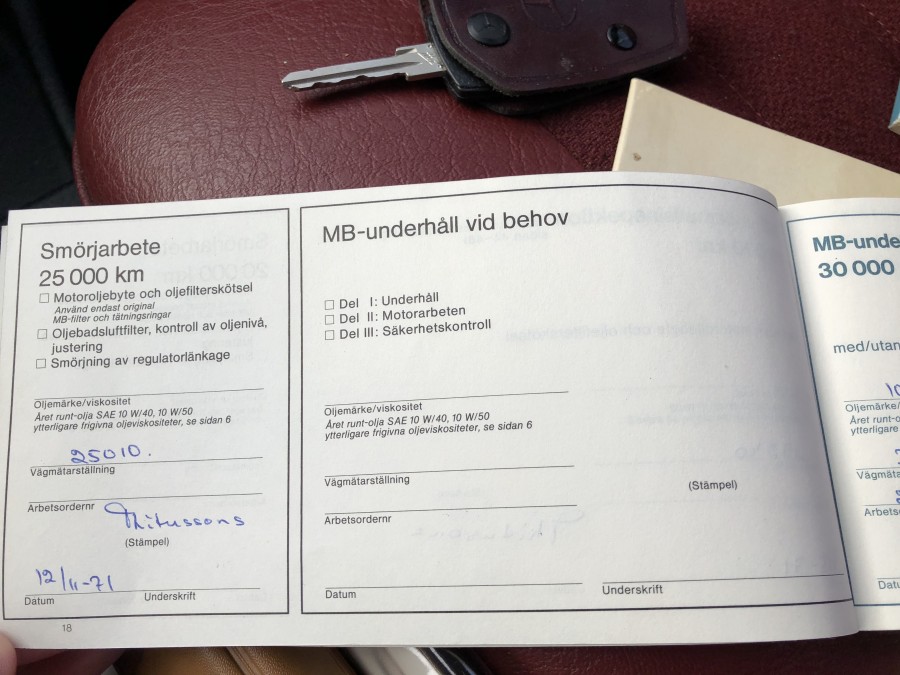 Smörjarbete
25 000 km
☐ Motoroljebyte och oljefilterskötsel
Använd endast original
MB-filter och tätningsringar
☐ Oljebadsluftfilter, kontroll av oljenivå,
justering
☐ Smörjning av regulatorlänkage
Oljemärke/viskositet
Året runt-olja SAE 10 W/40, 10 W/50
ytterligare frigivna oljeviskositeter, se sidan 6
25010.
Vägmätarställning
Arbetsordernr
(Stämpel)
12/11-71
Datum Underskrift
18
MB-underhåll vid behov
☐ Del I: Underhåll
☐ Del II: Motorarbeten
☐ Del III: Säkerhetskontroll
Oljemärke/viskositet
Året runt-olja SAE 10 W/40, 10 W/50
ytterligare frigivna oljeviskositeter, se sidan 6
Vägmätarställning
(Stämpel)
Arbetsordernr
Datum
Underskrift
MB-unde
30 000
med/utan
10
Oljemärke/
Året runt-o
ytterligare
Vägmäta
Arbets
Datu